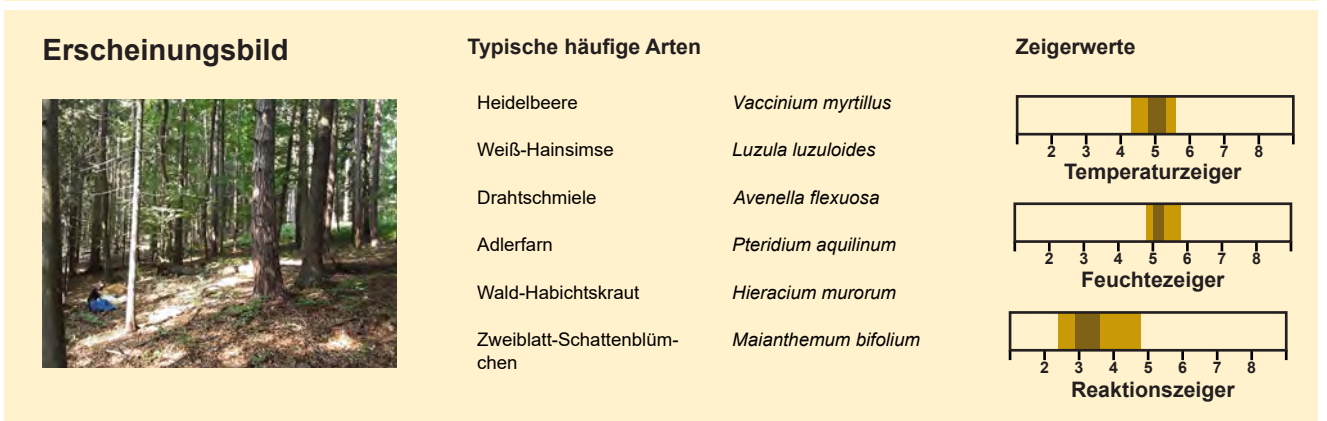 Erscheinungsbild
Typische häufige Arten
Heidelbeere Vaccinium myrtillus
Weiß-Hainsimse Luzula luzuloides
Drahtschmiele Avenella flexuosa
Adlerfarn Pteridium aquilinum
Wald-Habichtskraut Hieracium murorum
Zweiblatt-Schattenblüm- Maianthemum bifolium
chen
Zeigerwerte
2 3 4 5 6 7 8
Temperaturzeiger
2 3 4 5 6 7 8
Feuchtezeiger
2 3 4 5 6 7 8
Reaktionszeiger